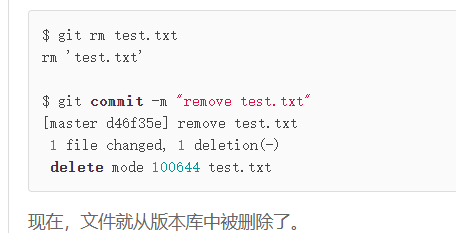 $ git rm test.txt
rm 'test.txt'
$ git commit -m "remove test.txt"
[master d46f35e] remove test.txt
1 file changed, 1 deletion(-)
delete mode 100644 test.txt
现在，文件就从版本库中被删除了。